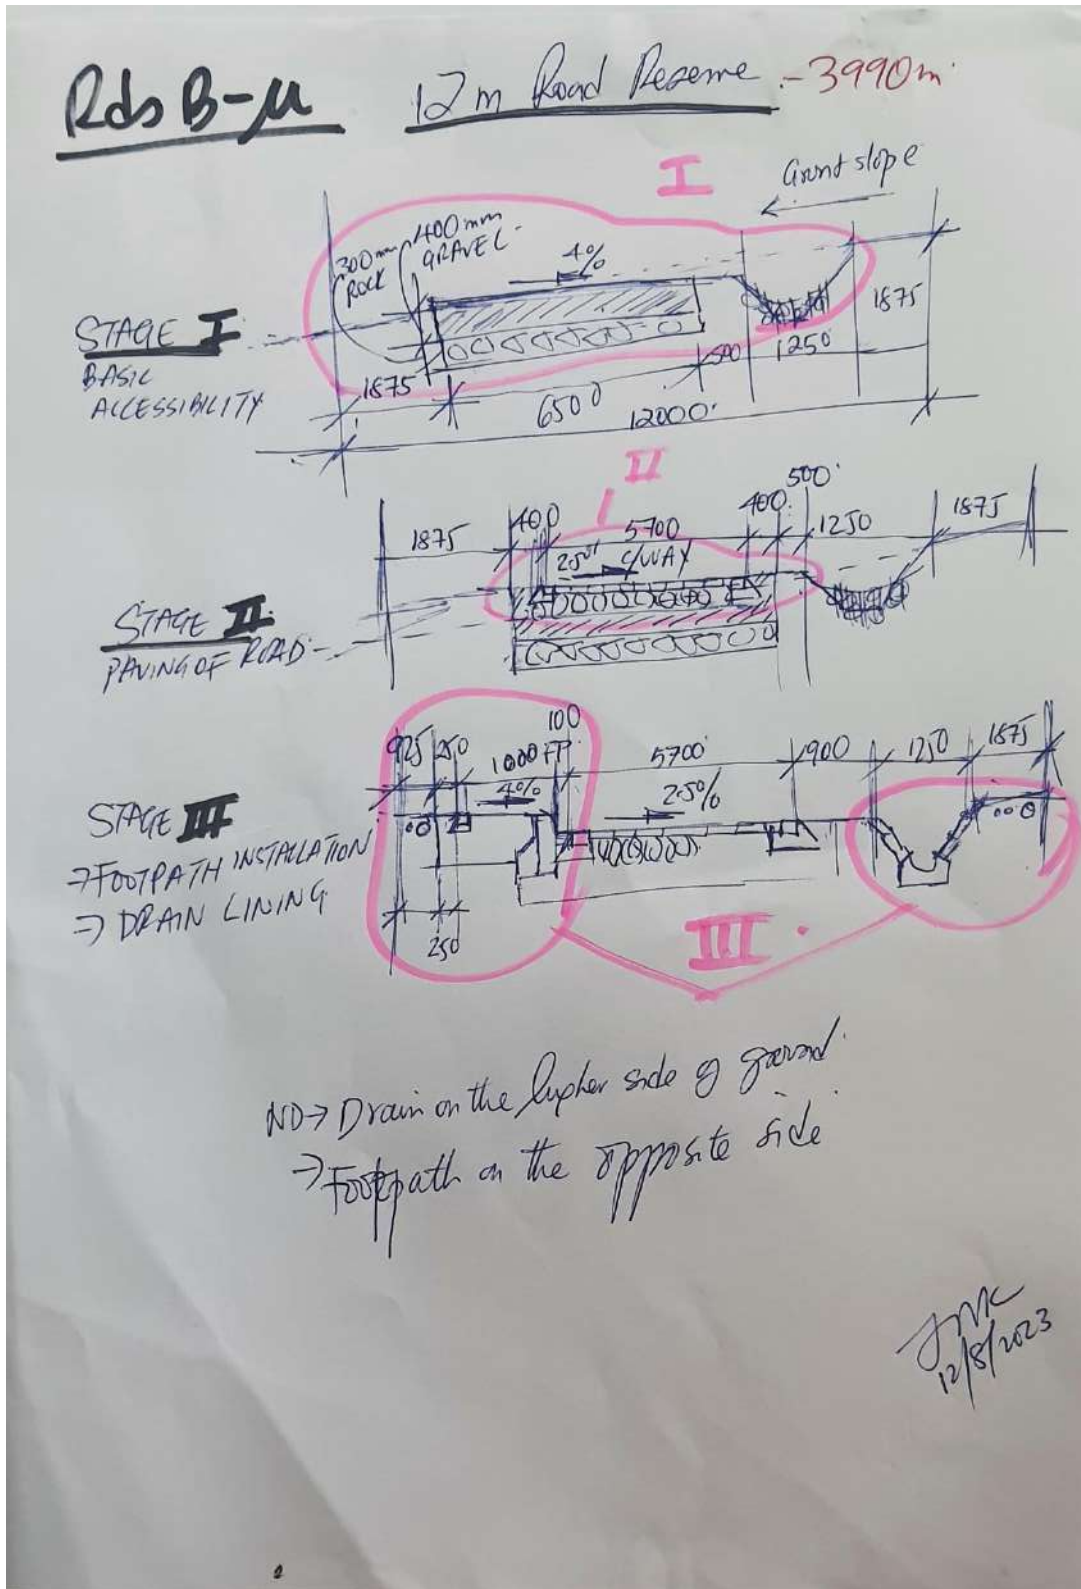 Rds B-M 12m Road Reserve - 3990m
I
Grount slope
300mm 400mm
ROCK GRAVEL
4%
STAGE I
BASIC
ACCESSIBILITY
1875
500 1250
1875
6500
12000
II
500
1875 400 5700 400 1250 1875
2.5% C/WAY
STAGE II
PAVING OF ROAD
100
925 250 1000 FP 5700 900 1250 1875
4% 2.5%
STAGE III
→ FOOTPATH INSTALLATION
→ DRAIN LINING
250
III
→ Drain on the higher side of ground
→ Footpath on the opposite side
12/8/2023